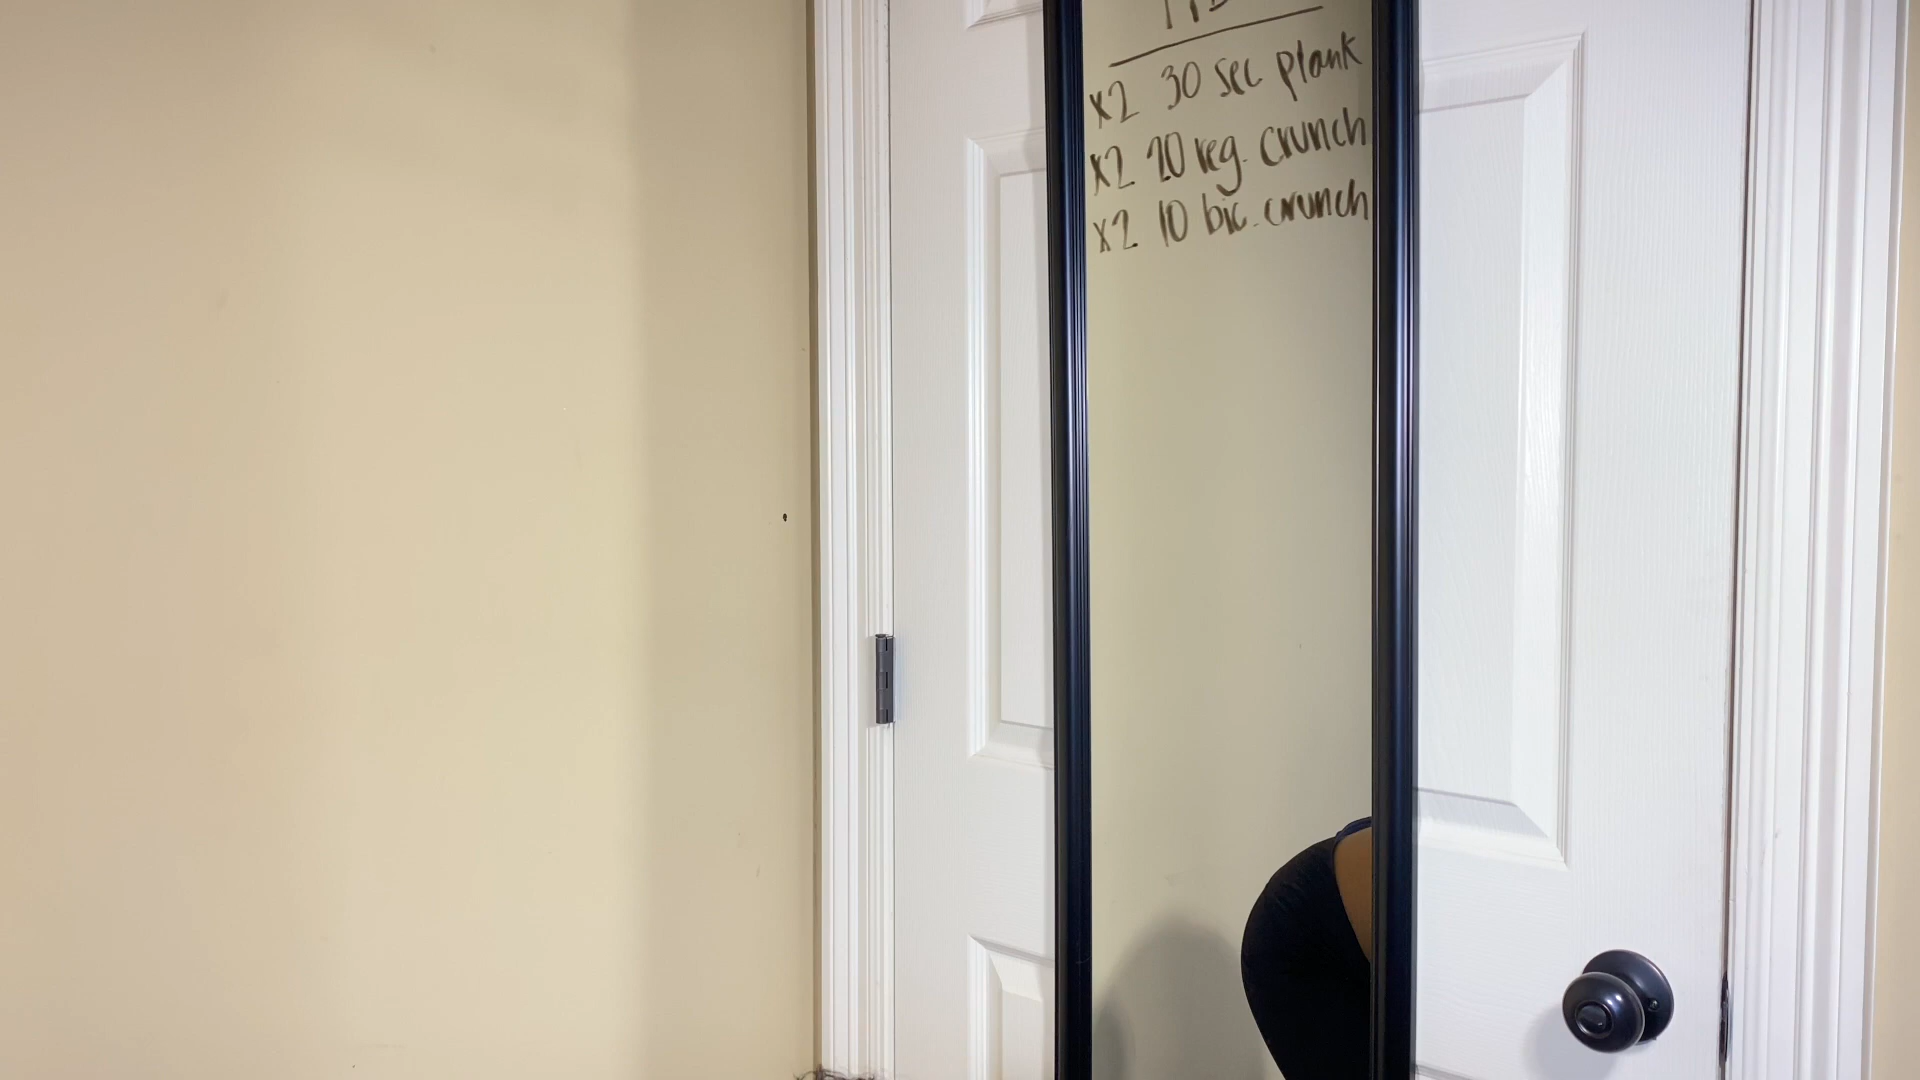 x2 30 sec plank
x2 20 reg. crunch
x2 10 bic. crunch